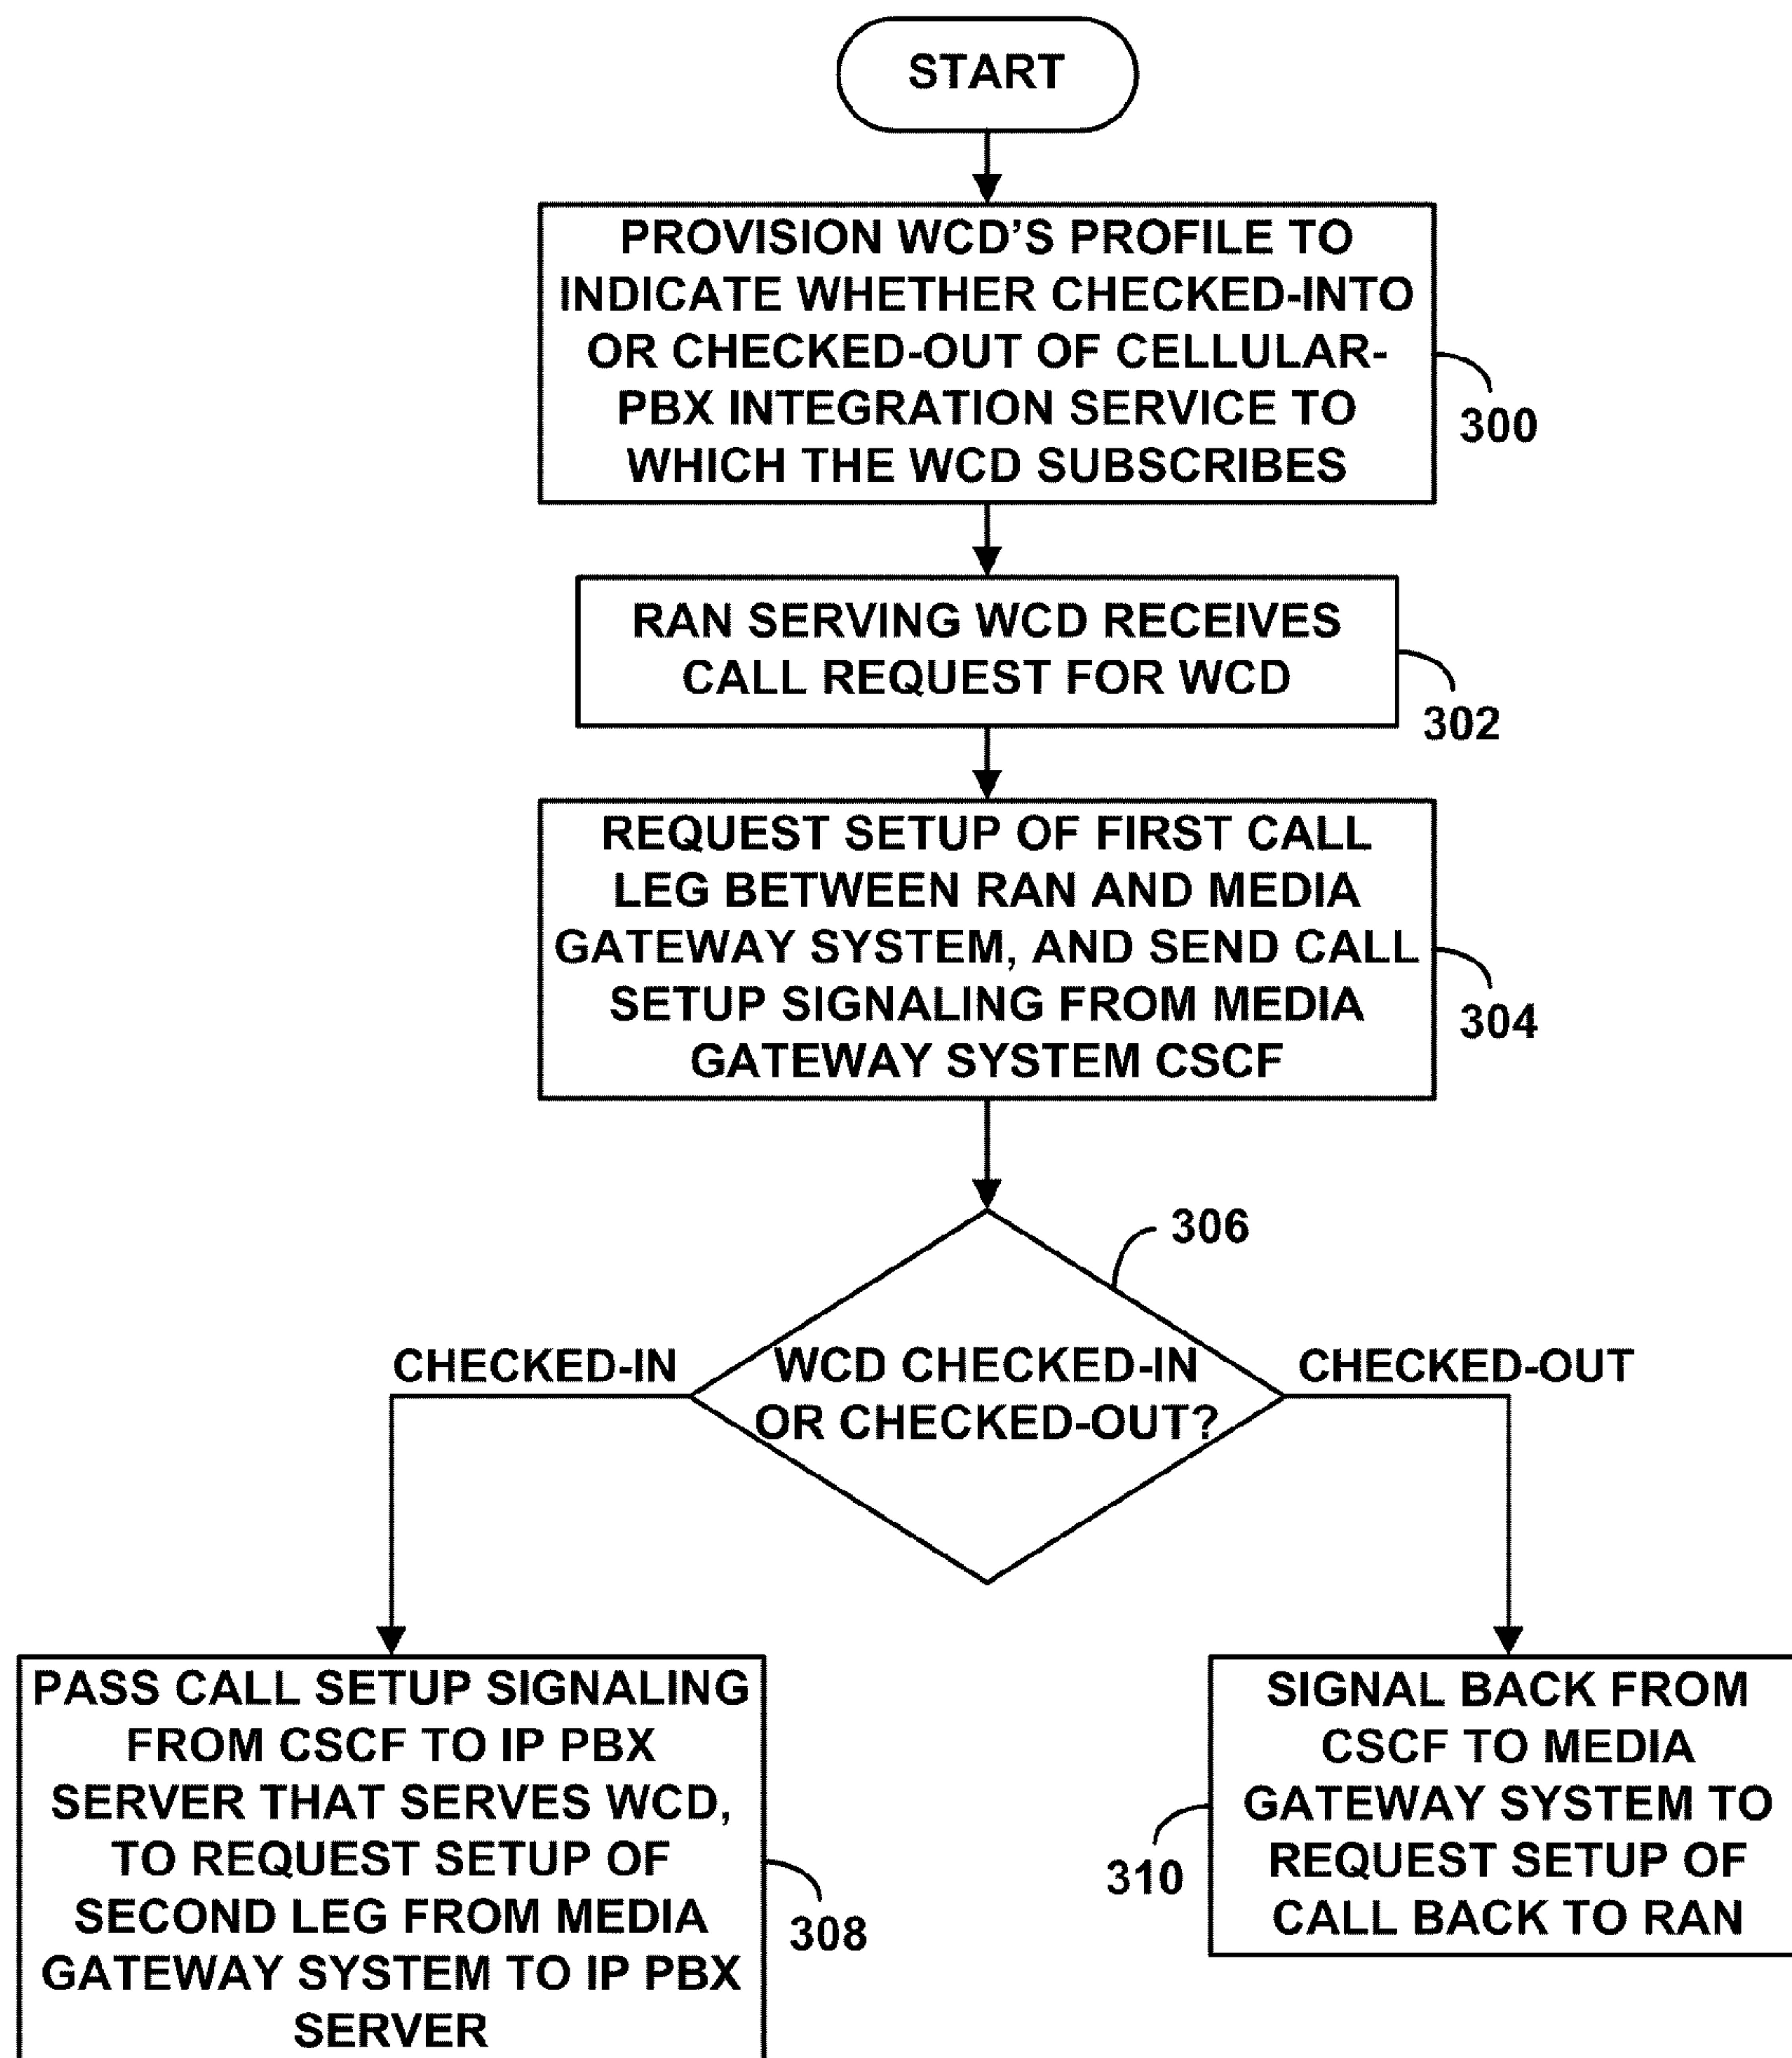 START
PROVISION WCD'S PROFILE TO
INDICATE WHETHER CHECKED-INTO
OR CHECKED-OUT OF CELLULAR-
PBX INTEGRATION SERVICE TO
WHICH THE WCD SUBSCRIBES
300
RAN SERVING WCD RECEIVES
CALL REQUEST FOR WCD
302
REQUEST SETUP OF FIRST CALL
LEG BETWEEN RAN AND MEDIA
GATEWAY SYSTEM, AND SEND CALL
SETUP SIGNALING FROM MEDIA
GATEWAY SYSTEM CSCF
304
306
WCD CHECKED-IN
OR CHECKED-OUT?
CHECKED-IN
CHECKED-OUT
PASS CALL SETUP SIGNALING
FROM CSCF TO IP PBX
SERVER THAT SERVES WCD,
TO REQUEST SETUP OF
SECOND LEG FROM MEDIA
GATEWAY SYSTEM TO IP PBX
SERVER
308
SIGNAL BACK FROM
CSCF TO MEDIA
GATEWAY SYSTEM TO
REQUEST SETUP OF
CALL BACK TO RAN
310